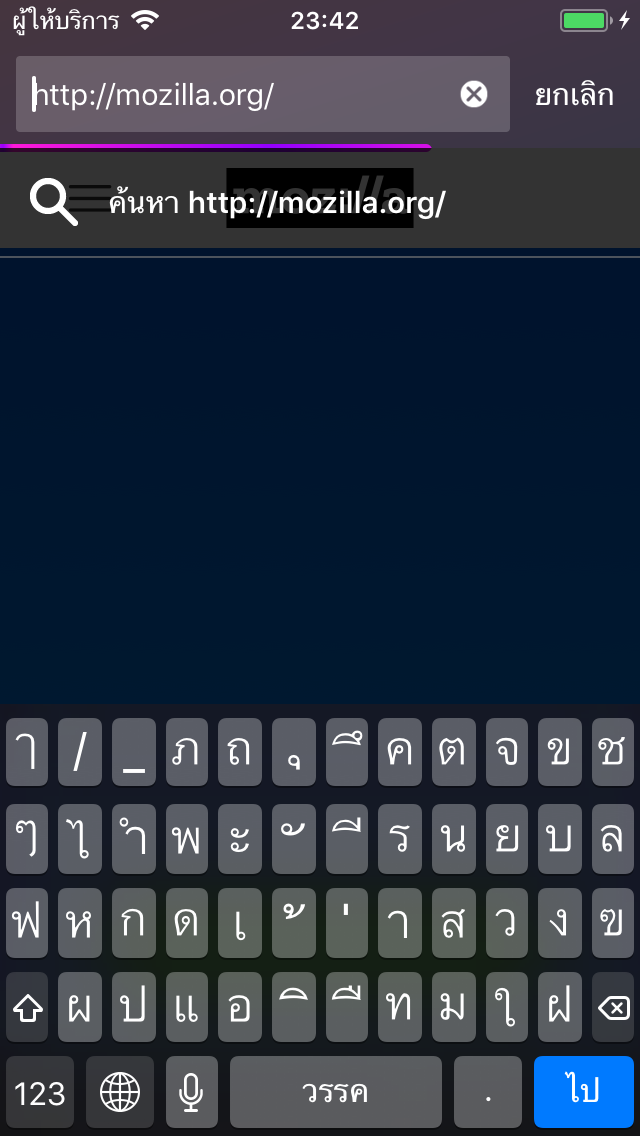 ผู้ให้บริการ 23:42
http://mozilla.org/ ยกเลิก
mozilla
ค้นหา http://mozilla.org/
ๅ / _ ภ ถ ุ ึ ค ต จ ข ช
ๆ ไ ำ พ ะ ั ี ร น ย บ ล
ฟ ห ก ด เ ้ ่ า ส ว ง ฃ
ผ ป แ อ ิ ื ท ม ใ ฝ
123 วรรค . ไป